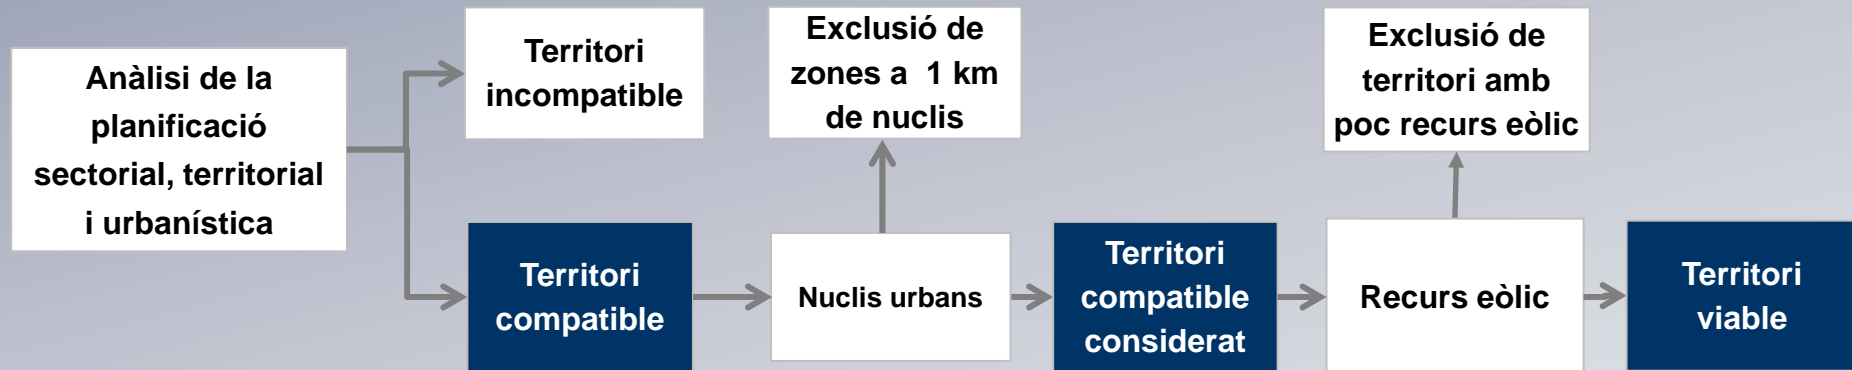 Anàlisi de la
planificació
sectorial, territorial
i urbanística
Territori
incompatible
Exclusió de
zones a 1 km
de nuclis
Exclusió de
territori amb
poc recurs eòlic
Territori
compatible
Nuclis urbans
Territori
compatible
considerat
Recurs eòlic
Territori
viable